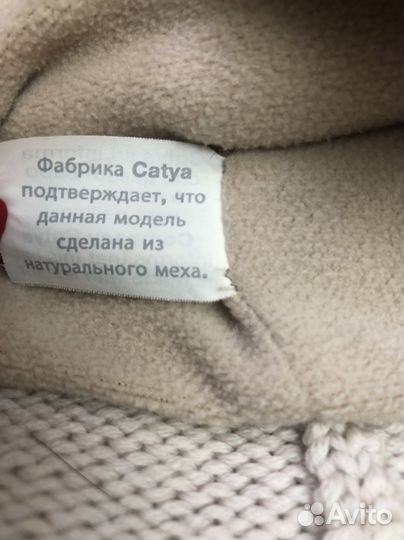 Фабрика Catya
подтверждает, что
данная модель
сделана из
натурального меха.
Avito